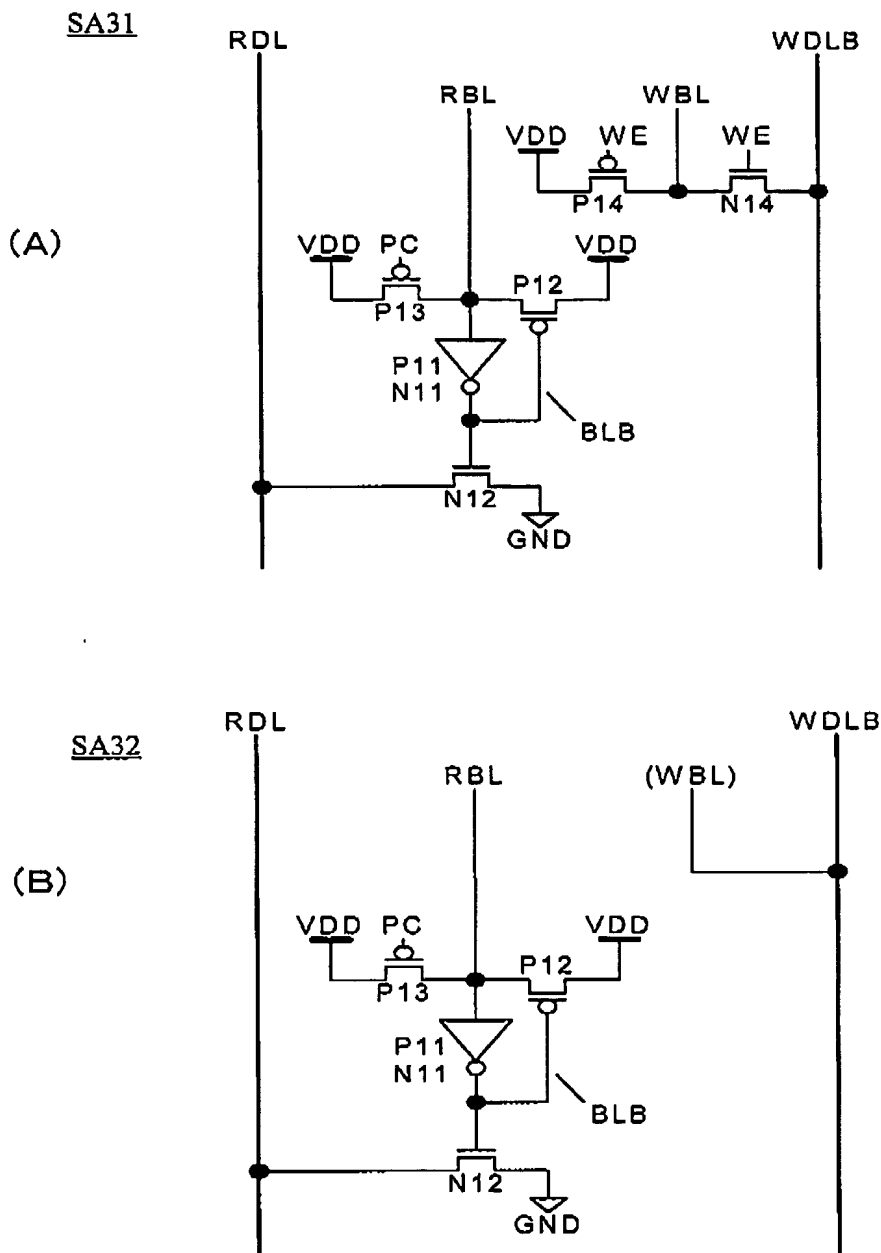 SA31
RDL
WDLB
RBL
WBL
VDD
WE
WE
P14
N14
(A)
VDD
PC
P12
VDD
P13
P11
N11
BLB
N12
GND
RDL
WDLB
SA32
RBL
(WBL)
(B)
VDD
PC
P12
VDD
P13
P11
N11
BLB
N12
GND